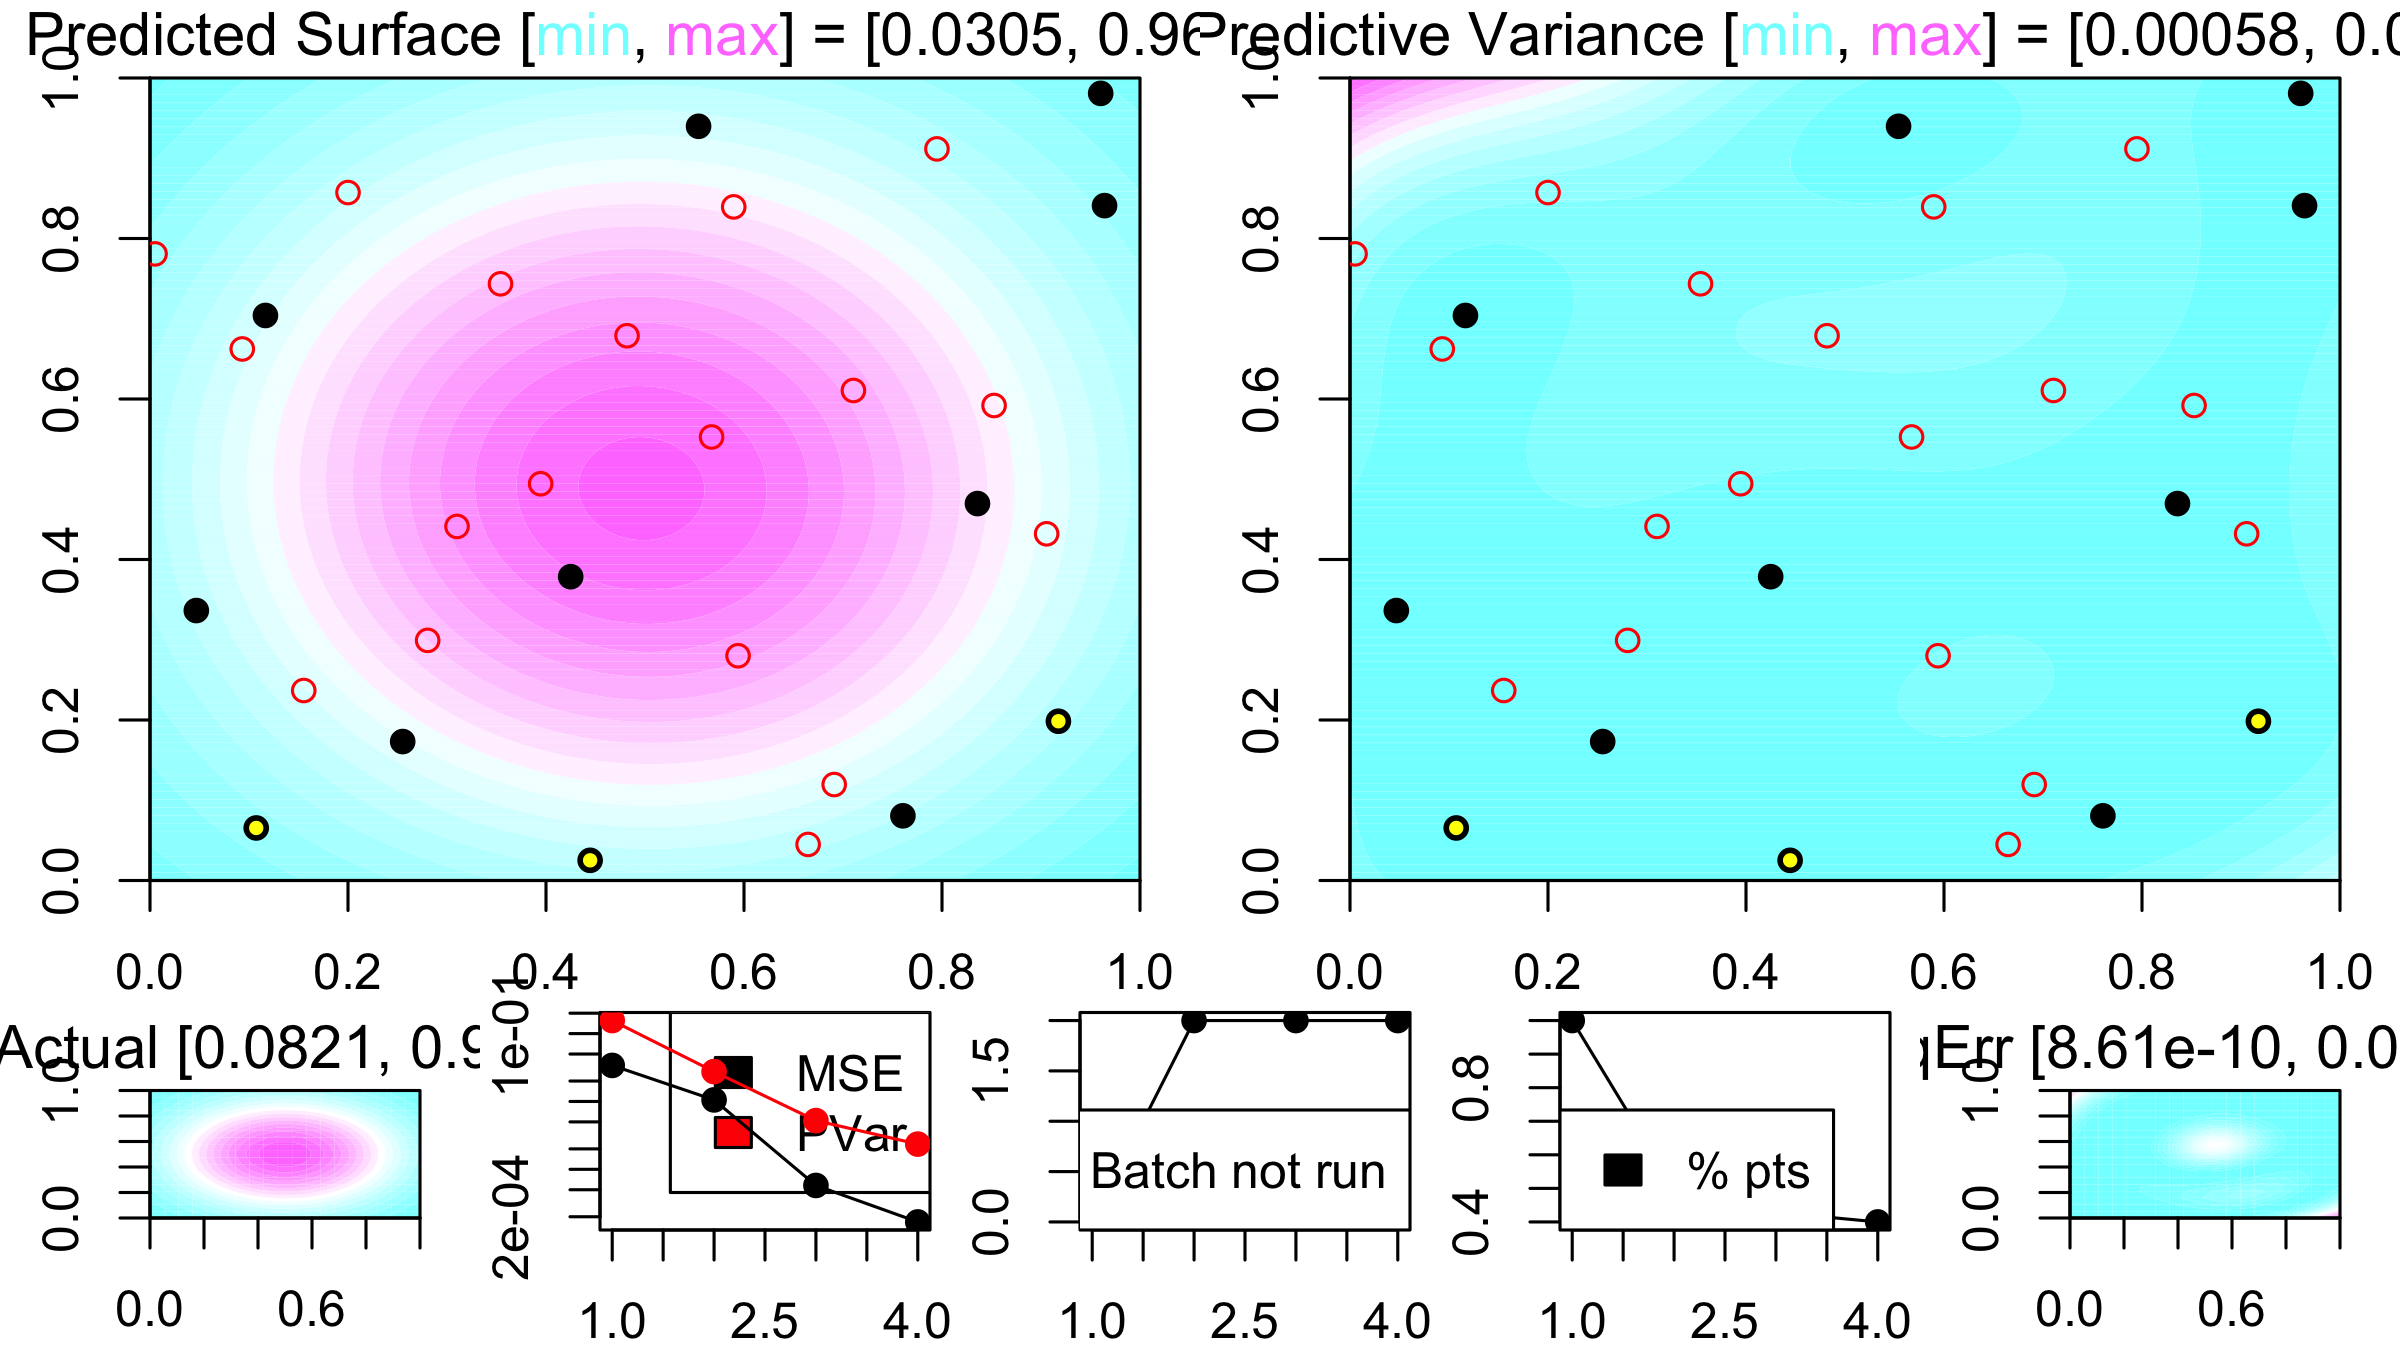 Predicted Surface [min, max] = [0.0305, 0.96
Predictive Variance [min, max] = [0.00058, 0.0
1.0
0.8
0.6
0.4
0.2
0.0
0.0 0.2 0.4 0.6 0.8 1.0
1.0
0.8
0.6
0.4
0.2
0.0
0.0 0.2 0.4 0.6 0.8 1.0
Actual [0.0821, 0.9
1.0
0.0
0.0 0.6
1e-01
2e-04
MSE
PVar
1.0 2.5 4.0
1.5
0.0
Batch not run
1.0 2.5 4.0
0.8
0.4
% pts
1.0 2.5 4.0
Err [8.61e-10, 0.0
1.0
0.0
0.0 0.6